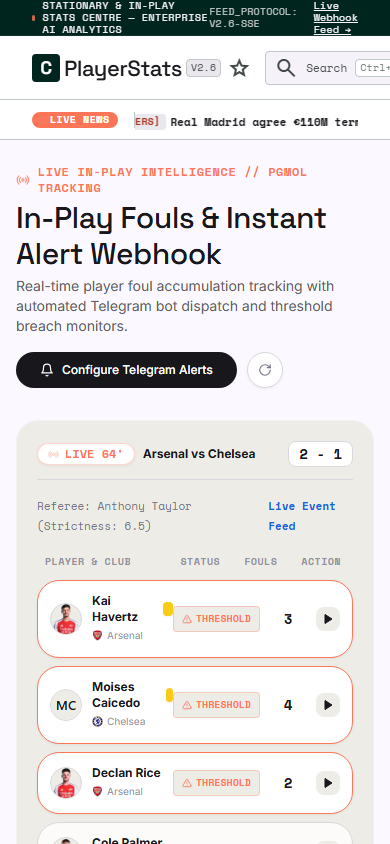 STATIONARY & IN-PLAY
STATS CENTRE — ENTERPRISE
AI ANALYTICS
FEED_PROTOCOL:
V2.6-SSE
Live
Webhook
Feed →
C PlayerStats V2.6
Search Ctrl+
LIVE NEWS
ERS] Real Madrid agree €110M
LIVE IN-PLAY INTELLIGENCE // PGMOL
TRACKING
In-Play Fouls & Instant
Alert Webhook
Real-time player foul accumulation tracking with
automated Telegram bot dispatch and threshold
breach monitors.
Configure Telegram Alerts
LIVE 64' Arsenal vs Chelsea 2 - 1
Referee: Anthony Taylor
(Strictness: 6.5)
Live Event
Feed
PLAYER & CLUB STATUS FOULS ACTION
Kai
Havertz
Arsenal
THRESHOLD 3
MC
Moises
Caicedo
Chelsea
THRESHOLD 4
Declan Rice
Arsenal
THRESHOLD 2
Cole Palmer